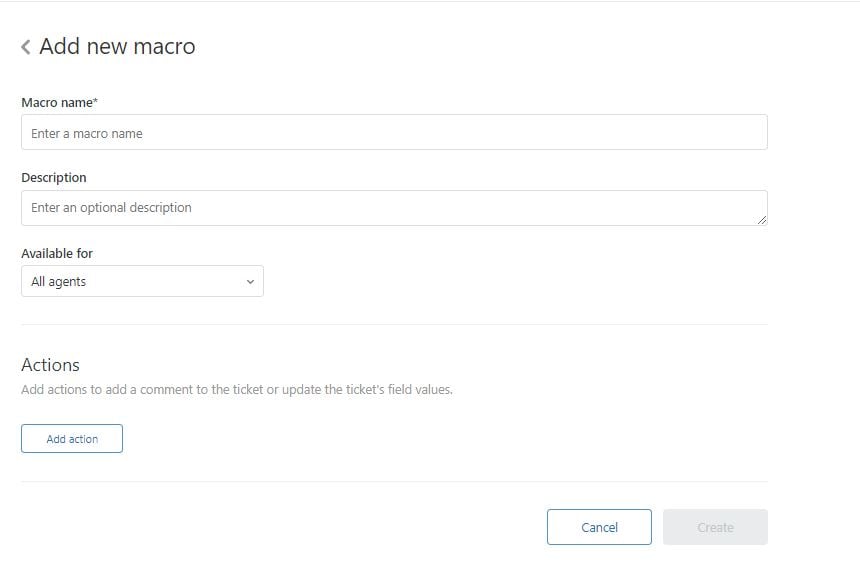 Add new macro
Macro name*
Enter a macro name
Description
Enter an optional description
Available for
All agents
Actions
Add actions to add a comment to the ticket or update the ticket's field values.
Add action
Cancel
Create